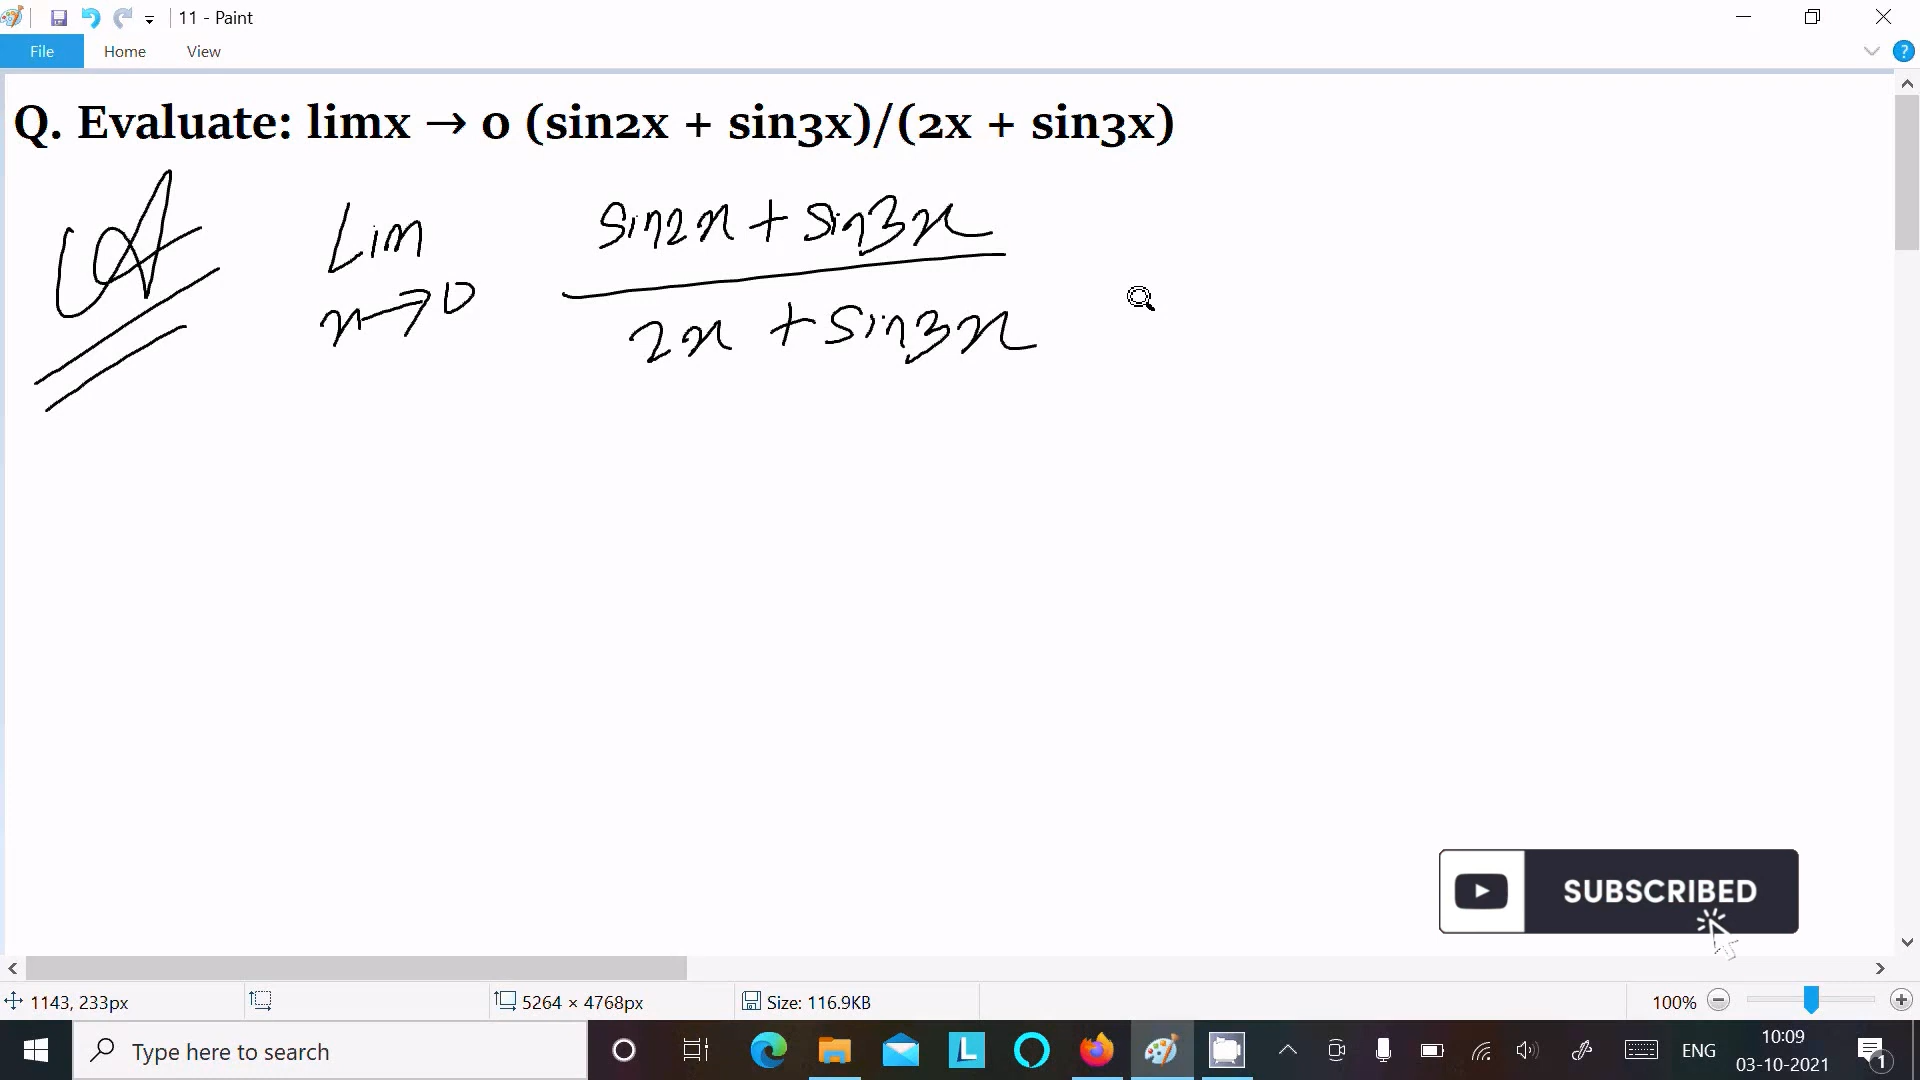 11 - Paint
File Home View
Q. Evaluate: limx → 0 (sin2x + sin3x)/(2x + sin3x)
Lim sin2x + sin3x
x→0 2x + sin3x
SUBSCRIBED
1143, 233px 5264 × 4768px Size: 116.9KB 100%
Type here to search L ENG 10:09
03-10-2021 1